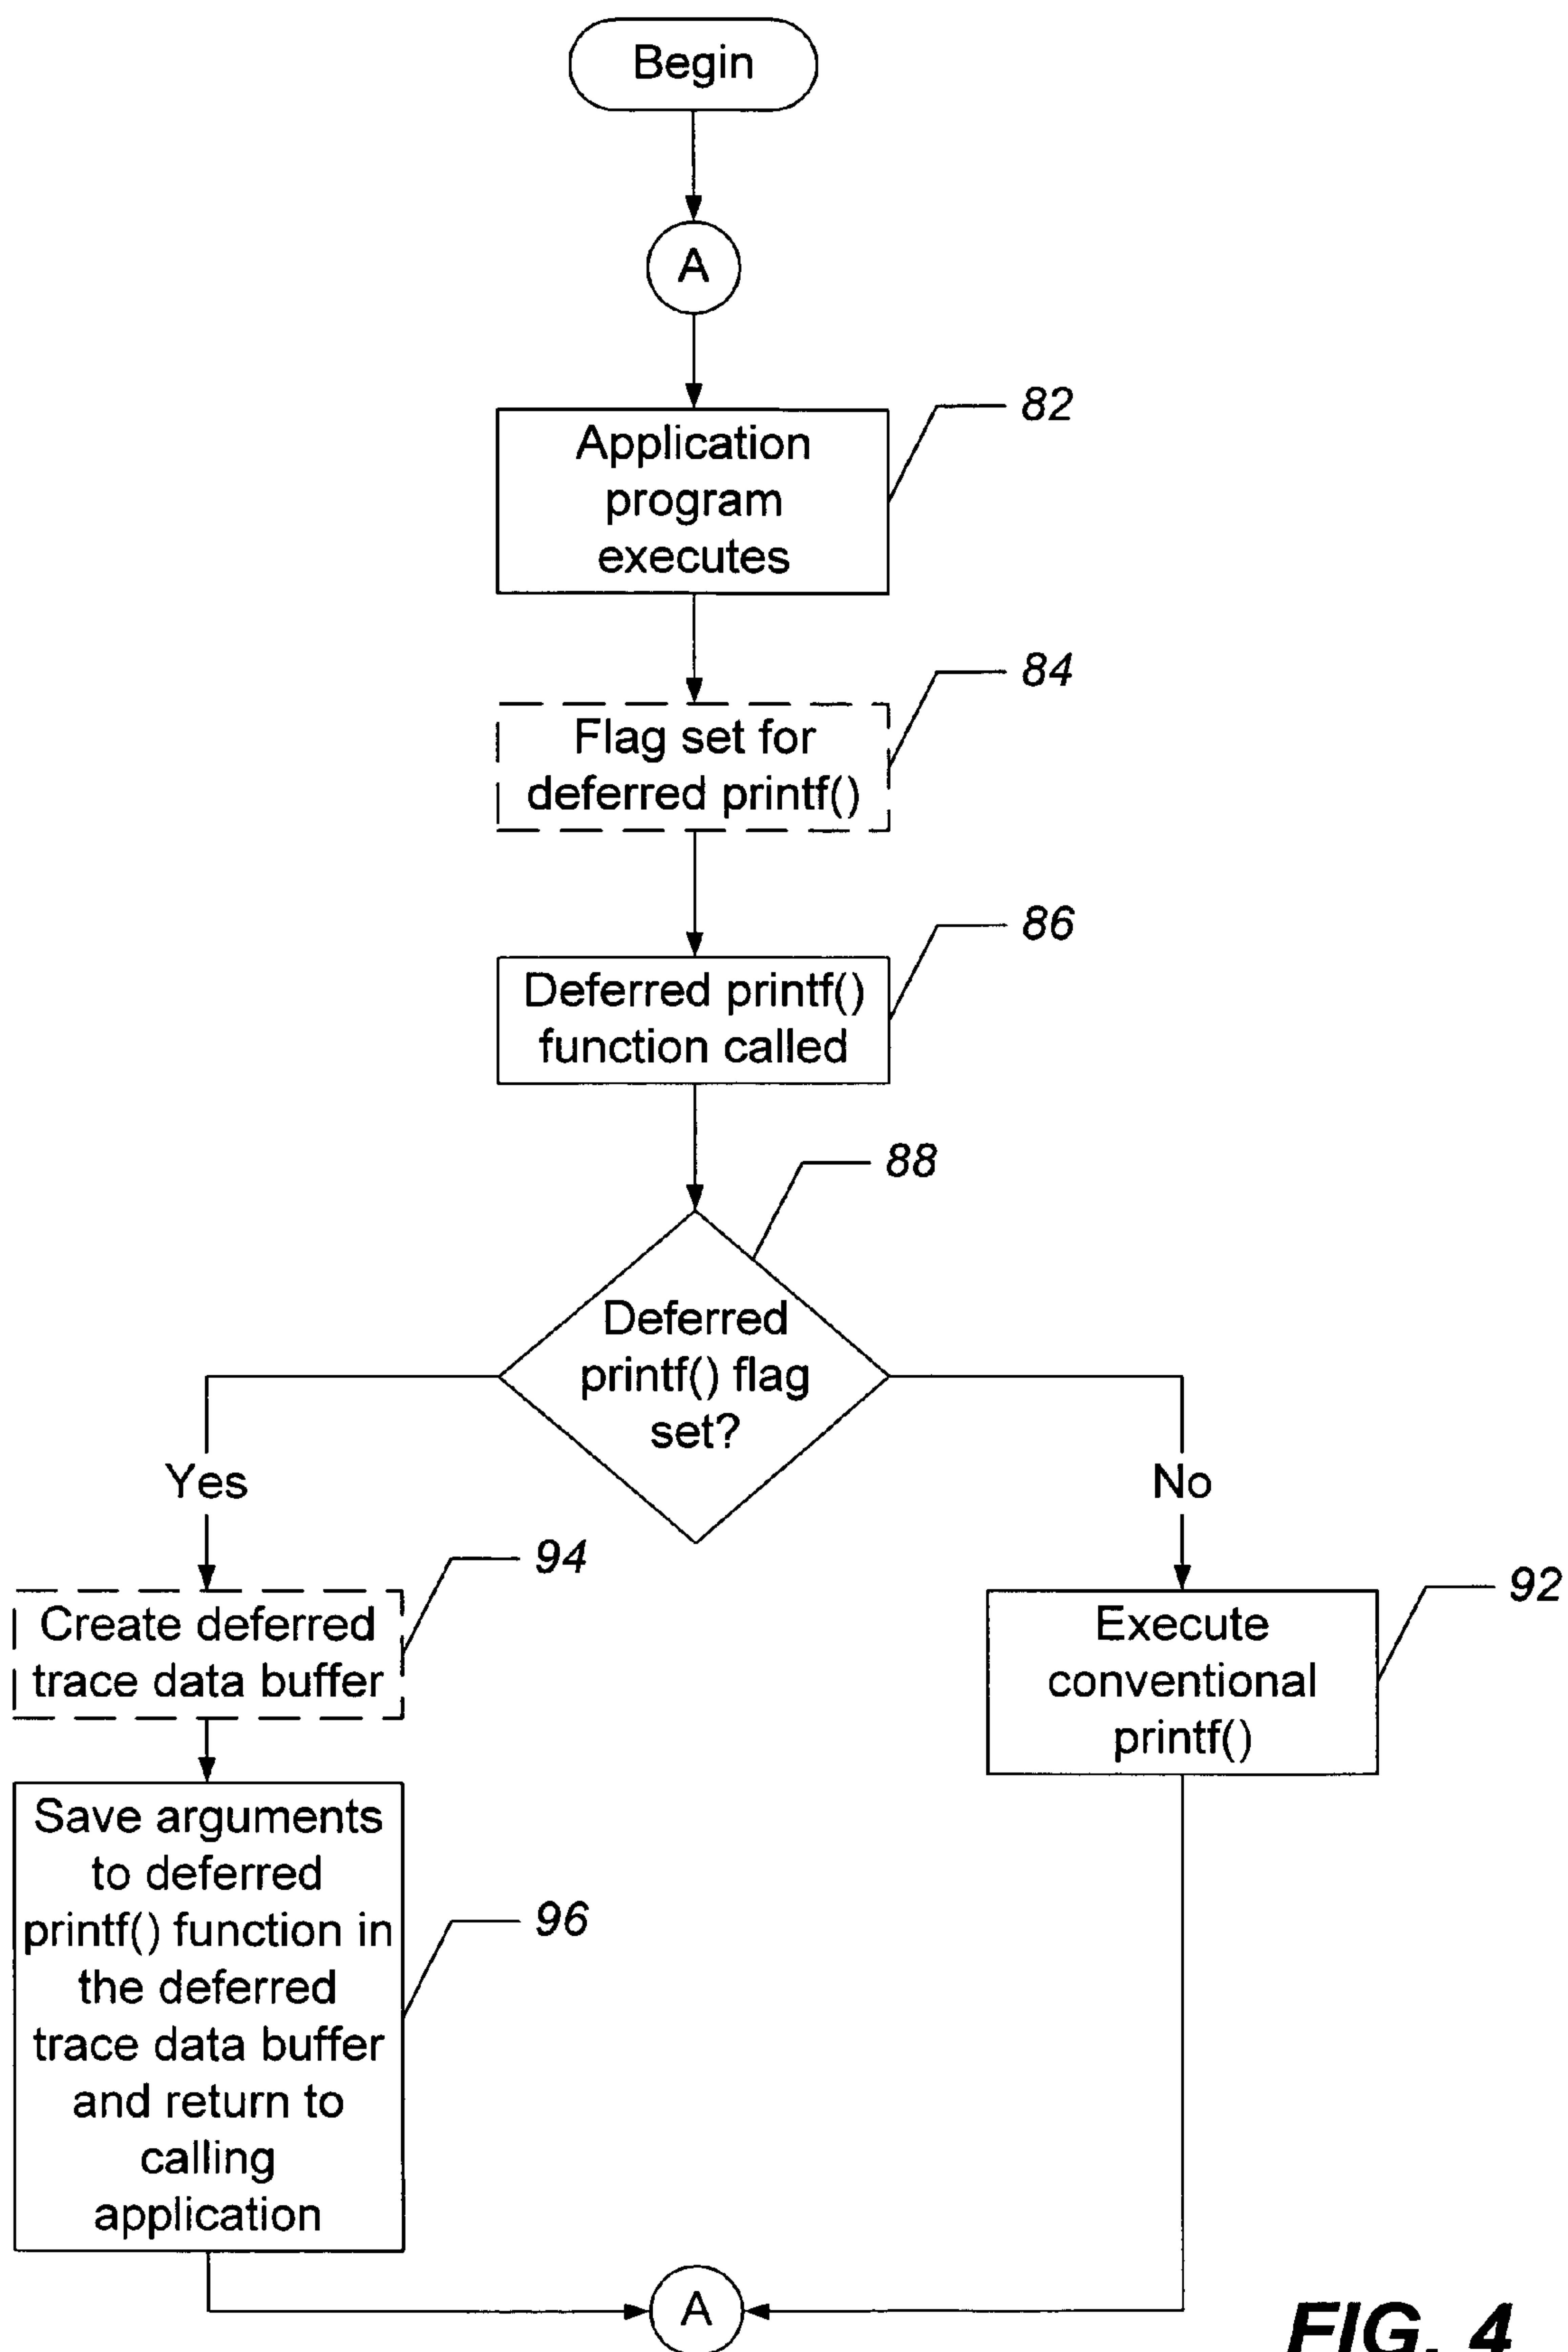 Begin
A
82
Application
program
executes
84
Flag set for
deferred printf()
86
Deferred printf()
function called
88
Deferred
printf() flag
set?
Yes
No
94
Create deferred
trace data buffer
92
Execute
conventional
printf()
Save arguments
to deferred
printf() function in
the deferred
trace data buffer
and return to
calling
application
96
A
FIG. 4